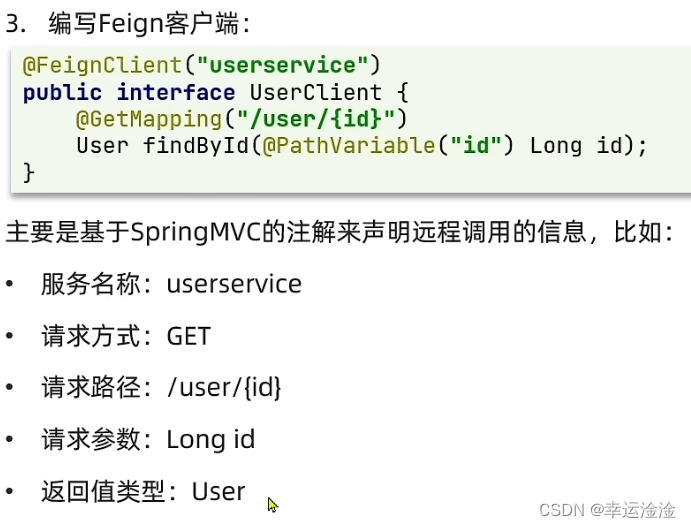 3. 编写Feign客户端：
@FeignClient("userservice")
public interface UserClient {
    @GetMapping("/user/{id}")
    User findById(@PathVariable("id") Long id);
}
主要是基于SpringMVC的注解来声明远程调用的信息，比如：
• 服务名称：userservice
• 请求方式：GET
• 请求路径：/user/{id}
• 请求参数：Long id
• 返回值类型：User
CSDN @幸运淦淦